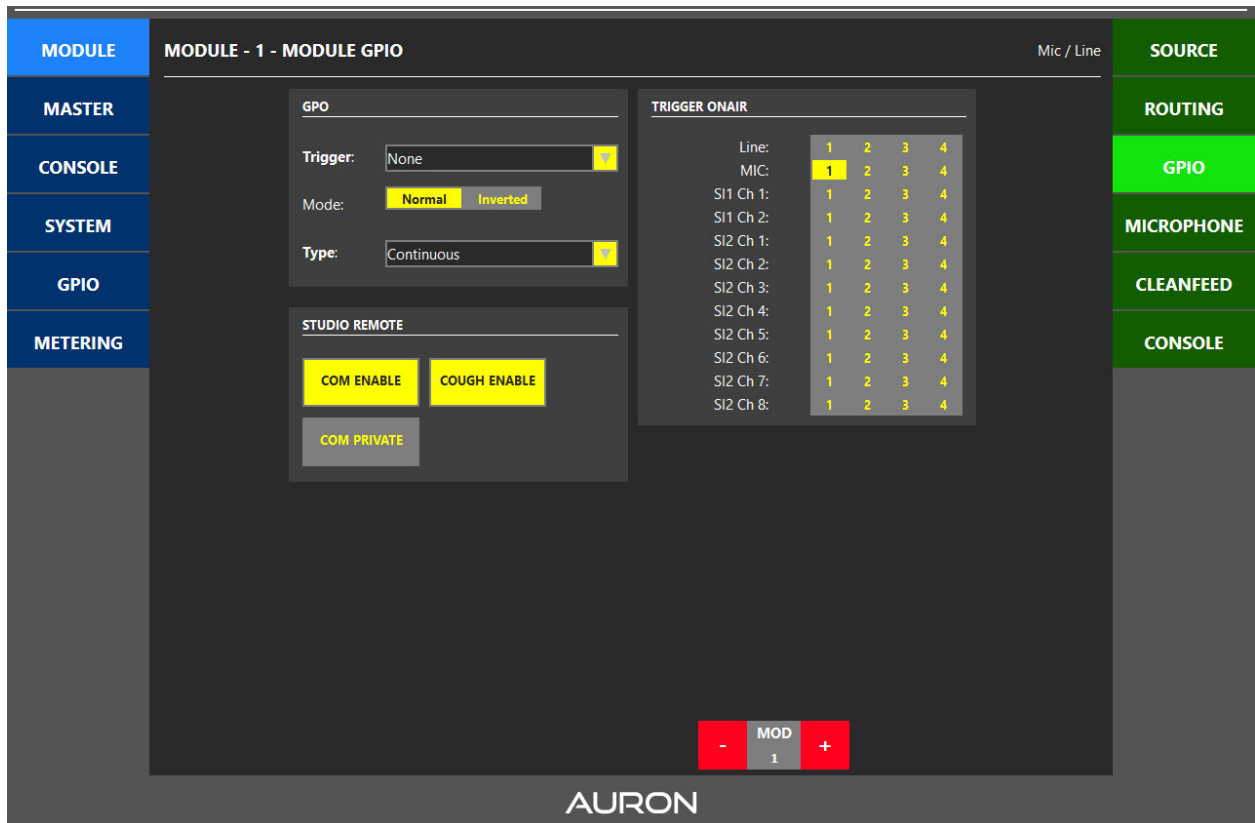 MODULE
MASTER
CONSOLE
SYSTEM
GPIO
METERING
MODULE - 1 - MODULE GPIO
Mic / Line
GPO
Trigger: None
Mode: Normal Inverted
Type: Continuous
STUDIO REMOTE
COM ENABLE COUGH ENABLE
COM PRIVATE
TRIGGER ONAIR
Line: 1 2 3 4
MIC: 1 2 3 4
SI1 Ch 1: 1 2 3 4
SI1 Ch 2: 1 2 3 4
SI2 Ch 1: 1 2 3 4
SI2 Ch 2: 1 2 3 4
SI2 Ch 3: 1 2 3 4
SI2 Ch 4: 1 2 3 4
SI2 Ch 5: 1 2 3 4
SI2 Ch 6: 1 2 3 4
SI2 Ch 7: 1 2 3 4
SI2 Ch 8: 1 2 3 4
- MOD +
1
SOURCE
ROUTING
GPIO
MICROPHONE
CLEANFEED
CONSOLE
AURON